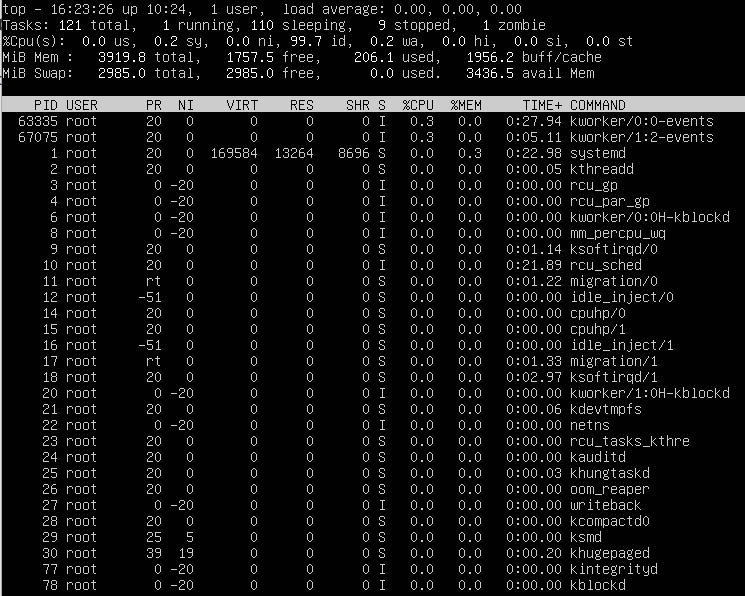 top - 16:23:26 up 10:24,  1 user,  load average: 0.00, 0.00, 0.00
Tasks: 121 total,   1 running, 110 sleeping,   9 stopped,   1 zombie
%Cpu(s):  0.0 us,  0.2 sy,  0.0 ni, 99.7 id,  0.2 wa,  0.0 hi,  0.0 si,  0.0 st
MiB Mem :   3919.8 total,   1757.5 free,    206.1 used,   1956.2 buff/cache
MiB Swap:   2985.0 total,   2985.0 free,      0.0 used.   3436.5 avail Mem
PID USER      PR  NI    VIRT    RES    SHR S  %CPU  %MEM     TIME+ COMMAND
63335 root      20   0       0      0      0 I   0.3   0.0   0:27.94 kworker/0:0-events
67075 root      20   0       0      0      0 I   0.3   0.0   0:05.11 kworker/1:2-events
1 root      20   0  169584  13264   8696 S   0.0   0.3   0:22.98 systemd
2 root      20   0       0      0      0 S   0.0   0.0   0:00.05 kthreadd
3 root       0 -20       0      0      0 I   0.0   0.0   0:00.00 rcu_gp
4 root       0 -20       0      0      0 I   0.0   0.0   0:00.00 rcu_par_gp
6 root       0 -20       0      0      0 I   0.0   0.0   0:00.00 kworker/0:0H-kblockd
8 root       0 -20       0      0      0 I   0.0   0.0   0:00.00 mm_percpu_wq
9 root      20   0       0      0      0 S   0.0   0.0   0:01.14 ksoftirqd/0
10 root      20   0       0      0      0 I   0.0   0.0   0:21.89 rcu_sched
11 root      rt   0       0      0      0 S   0.0   0.0   0:01.22 migration/0
12 root     -51   0       0      0      0 S   0.0   0.0   0:00.00 idle_inject/0
14 root      20   0       0      0      0 S   0.0   0.0   0:00.00 cpuhp/0
15 root      20   0       0      0      0 S   0.0   0.0   0:00.00 cpuhp/1
16 root     -51   0       0      0      0 S   0.0   0.0   0:00.00 idle_inject/1
17 root      rt   0       0      0      0 S   0.0   0.0   0:01.33 migration/1
18 root      20   0       0      0      0 S   0.0   0.0   0:02.97 ksoftirqd/1
20 root       0 -20       0      0      0 I   0.0   0.0   0:00.00 kworker/1:0H-kblockd
21 root      20   0       0      0      0 S   0.0   0.0   0:00.06 kdevtmpfs
22 root       0 -20       0      0      0 I   0.0   0.0   0:00.00 netns
23 root      20   0       0      0      0 S   0.0   0.0   0:00.00 rcu_tasks_kthre
24 root      20   0       0      0      0 S   0.0   0.0   0:00.00 kauditd
25 root      20   0       0      0      0 S   0.0   0.0   0:00.03 khungtaskd
26 root      20   0       0      0      0 S   0.0   0.0   0:00.00 oom_reaper
27 root       0 -20       0      0      0 I   0.0   0.0   0:00.00 writeback
28 root      20   0       0      0      0 S   0.0   0.0   0:00.00 kcompactd0
29 root      25   5       0      0      0 S   0.0   0.0   0:00.00 ksmd
30 root      39  19       0      0      0 S   0.0   0.0   0:00.20 khugepaged
77 root       0 -20       0      0      0 I   0.0   0.0   0:00.00 kintegrityd
78 root       0 -20       0      0      0 I   0.0   0.0   0:00.00 kblockd